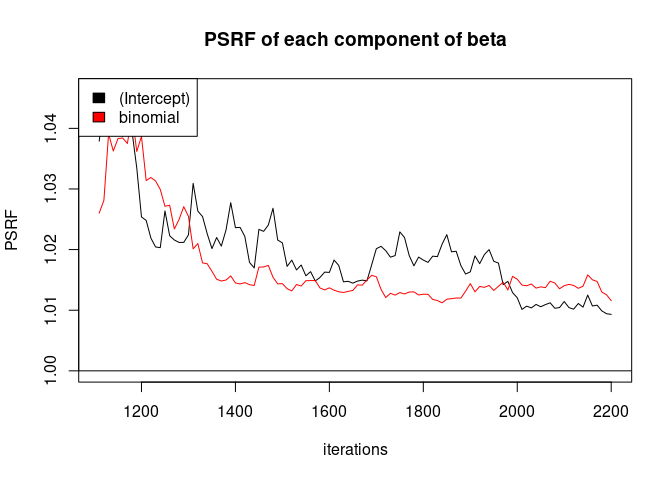 PSRF of each component of beta
(Intercept)
binomial
PSRF
1.04
1.03
1.02
1.01
1.00
1200 1400 1600 1800 2000 2200
iterations